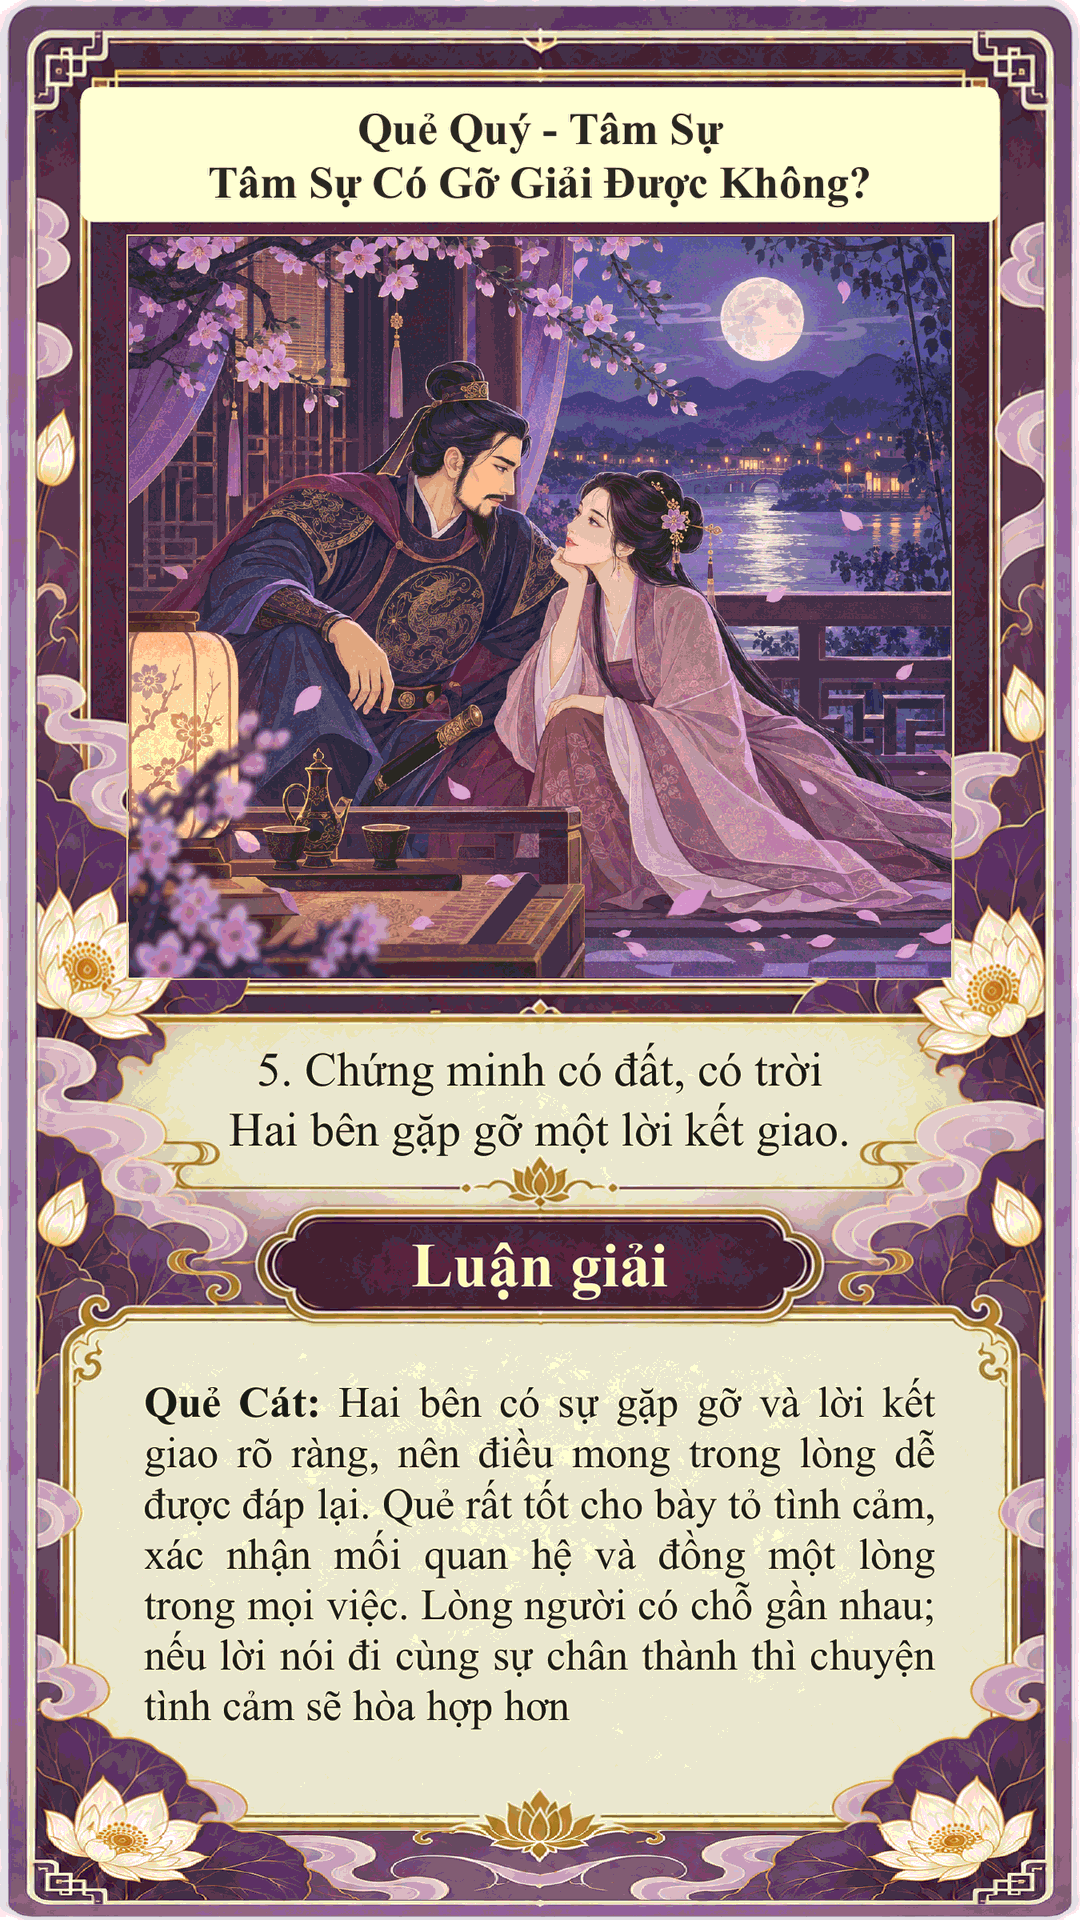 Quẻ Quý - Tâm Sự
Tâm Sự Có Gỡ Giải Được Không?
5. Chứng minh có đất, có trời
Hai bên gặp gỡ một lời kết giao.
Luận giải
Quẻ Cát: Hai bên có sự gặp gỡ và lời kết
giao rõ ràng, nên điều mong trong lòng dễ
được đáp lại. Quẻ rất tốt cho bày tỏ tình cảm,
xác nhận mối quan hệ và đồng một lòng
trong mọi việc. Lòng người có chỗ gần nhau;
nếu lời nói đi cùng sự chân thành thì chuyện
tình cảm sẽ hòa hợp hơn